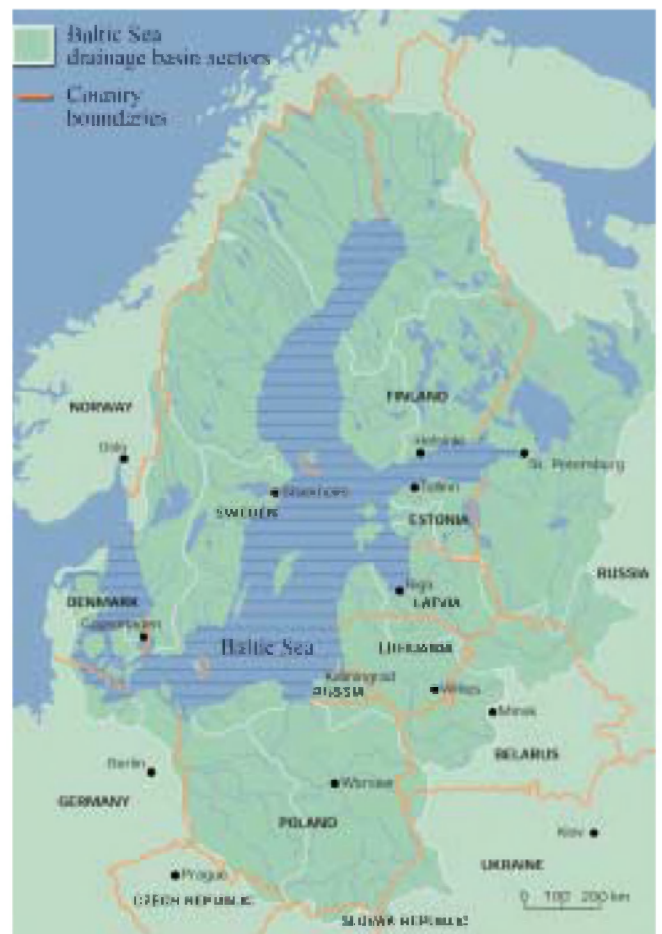 Baltic Sea
drainage basin sectors
Country
boundaries
NORWAY
Oslo
FINLAND
Helsinki
St. Petersburg
Stockholm
Tallinn
SWEDEN
ESTONIA
RUSSIA
Riga
LATVIA
DENMARK
Copenhagen
Baltic Sea
LITHUANIA
Kaliningrad
RUSSIA
Vilnius
Minsk
BELARUS
Berlin
Warsaw
GERMANY
POLAND
Kiev
UKRAINE
Prague
CZECH REPUBLIC
SLOVAK REPUBLIC
0 100 200 km